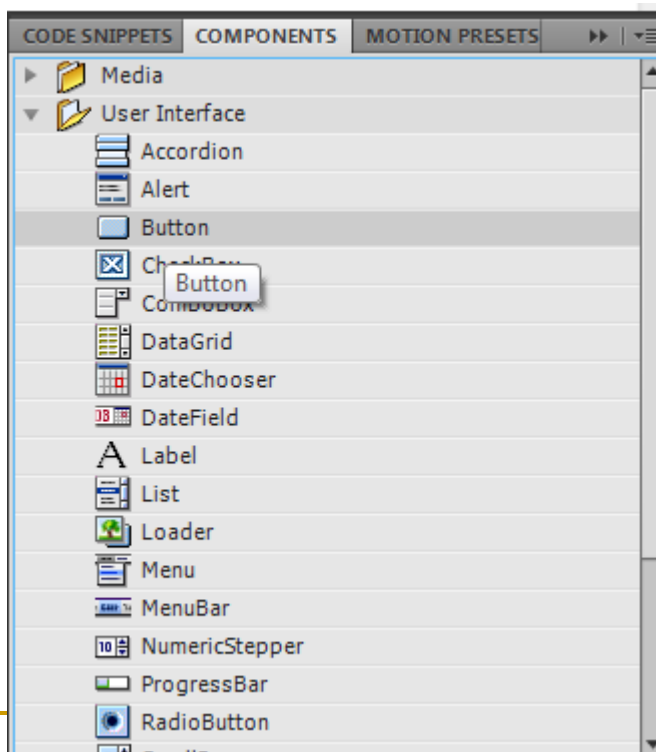 CODE SNIPPETS COMPONENTS MOTION PRESETS
Media
User Interface
Accordion
Alert
Button
Button
DataGrid
DateChooser
DateField
Label
List
Loader
Menu
MenuBar
NumericStepper
ProgressBar
RadioButton